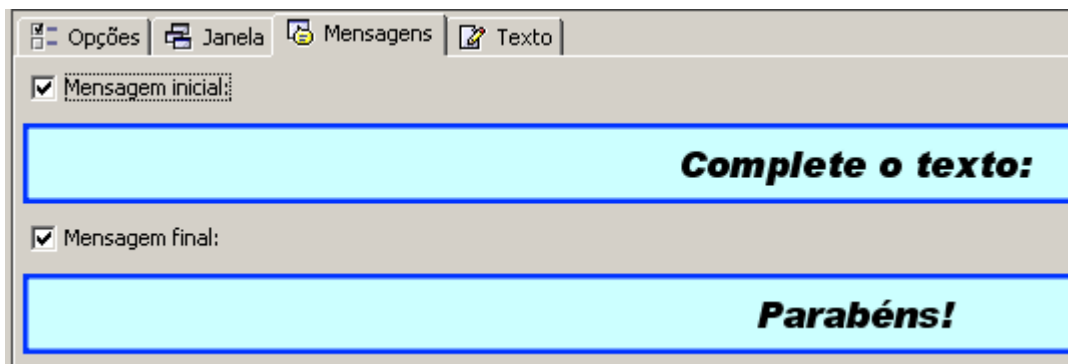 Opções Janela Mensagens Texto
Mensagem inicial:
Complete o texto:
Mensagem final:
Parabéns!